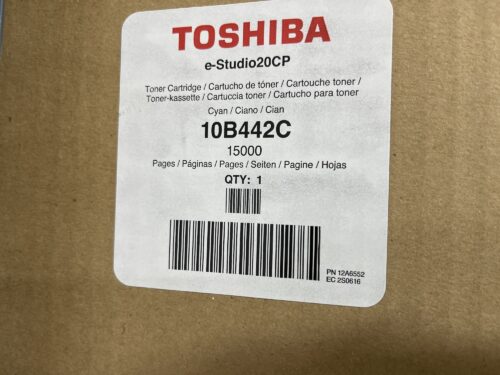 TOSHIBA
e-Studio20CP
Toner Cartridge / Cartucho de tóner / Cartouche toner /
Toner-kassette / Cartuccia toner / Cartucho para toner
Cyan / Ciano / Cian
10B442C
15000
Pages / Páginas / Pages / Seiten / Pagine / Hojas
QTY: 1
PN 12A6552
EC 2S0616